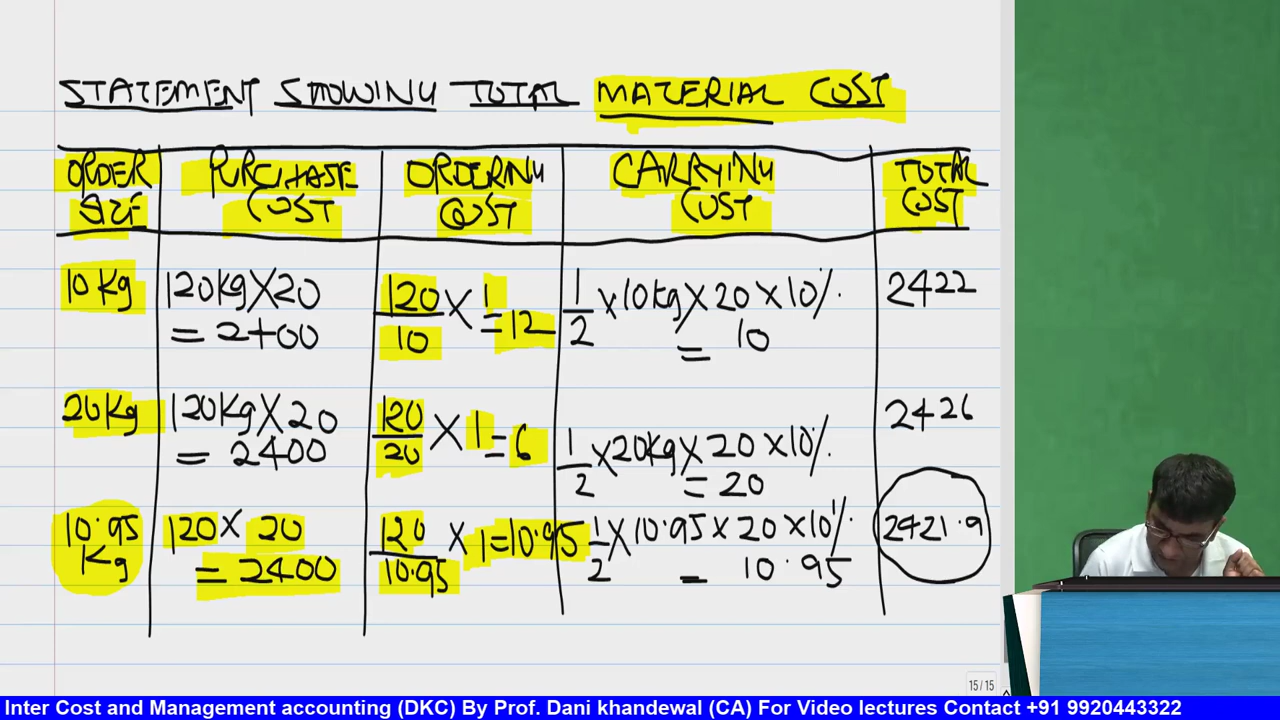 STATEMENT SHOWING TOTAL MATERIAL COST
ORDER SIZE PURCHASE COST ORDERING COST CARRYING COST TOTAL COST
10 Kg 120kg X 20 = 2400 120/10 X 1 = 12 1/2 X 10kg X 20 X 10% = 10 2422
20 Kg 120kg X 20 = 2400 120/20 X 1 = 6 1/2 X 20kg X 20 X 10% = 20 2426
10.95 Kg 120 X 20 = 2400 120/10.95 X 1 = 10.95 1/2 X 10.95 X 20 X 10% = 10.95 2421.9
15/15
Inter Cost and Management accounting (DKC) By Prof. Dani khandewal (CA) For Video lectures Contact +91 9920443322